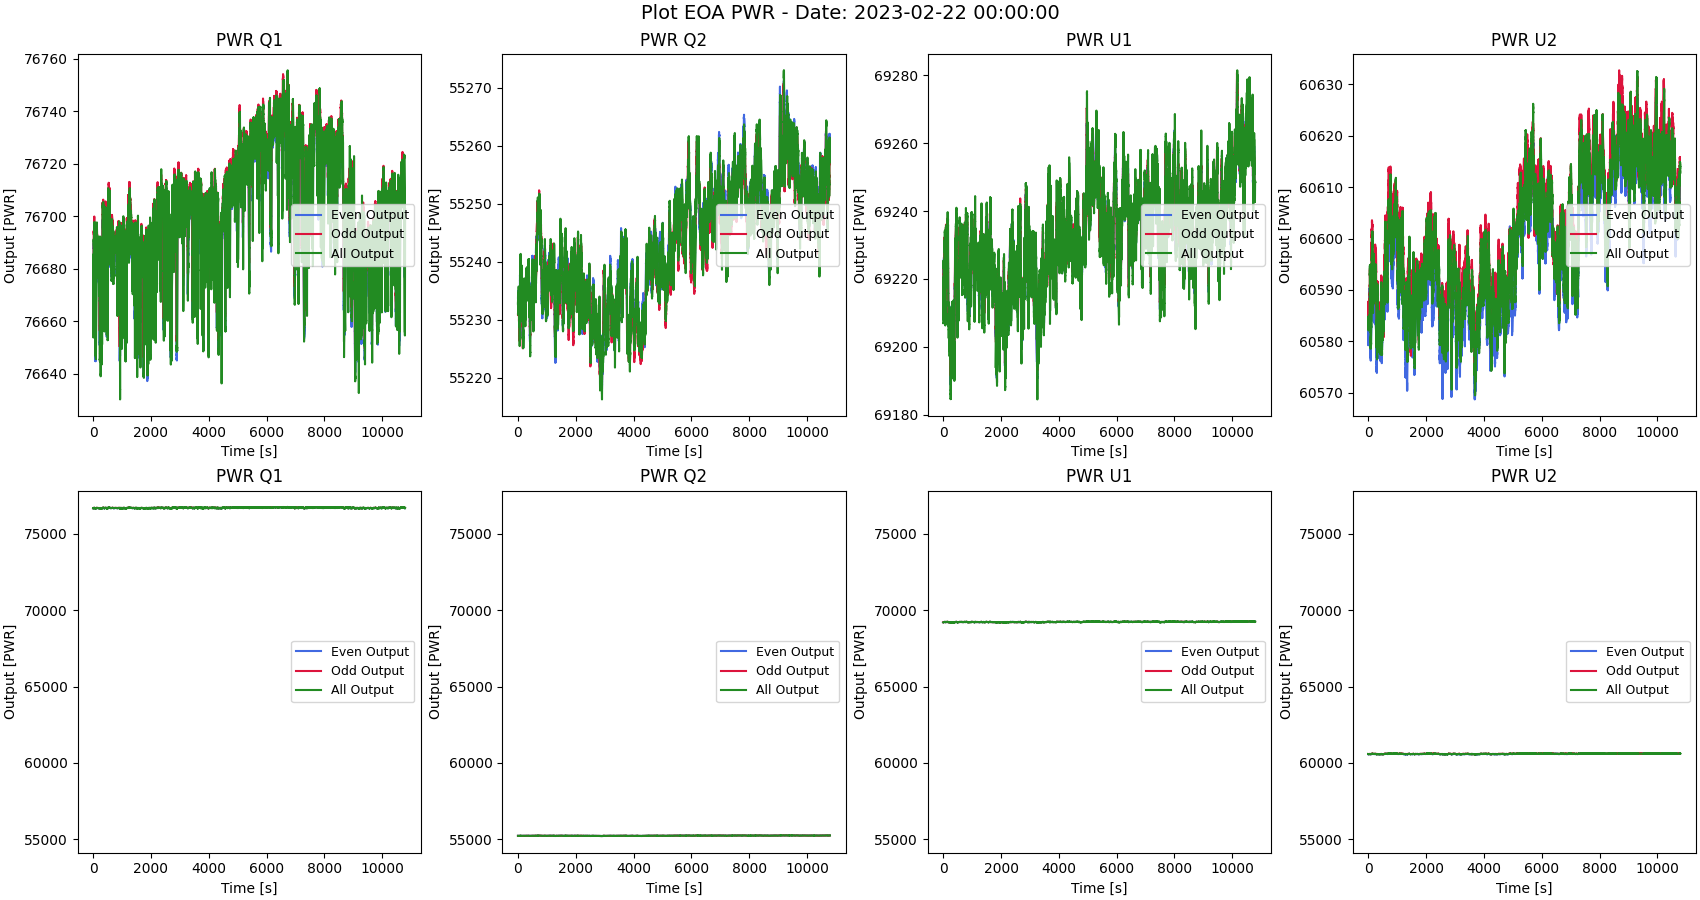 Plot EOA PWR - Date: 2023-02-22 00:00:00
PWR Q1
76760
76740
76720
76700
76680
76660
76640
Output [PWR]
0 2000 4000 6000 8000 10000
Time [s]
Even Output
Odd Output
All Output
PWR Q2
55270
55260
55250
55240
55230
55220
Output [PWR]
0 2000 4000 6000 8000 10000
Time [s]
Even Output
Odd Output
All Output
PWR U1
69280
69260
69240
69220
69200
69180
Output [PWR]
0 2000 4000 6000 8000 10000
Time [s]
Even Output
Odd Output
All Output
PWR U2
60630
60620
60610
60600
60590
60580
60570
Output [PWR]
0 2000 4000 6000 8000 10000
Time [s]
Even Output
Odd Output
All Output
PWR Q1
75000
70000
65000
60000
55000
Output [PWR]
0 2000 4000 6000 8000 10000
Time [s]
Even Output
Odd Output
All Output
PWR Q2
75000
70000
65000
60000
55000
Output [PWR]
0 2000 4000 6000 8000 10000
Time [s]
Even Output
Odd Output
All Output
PWR U1
75000
70000
65000
60000
55000
Output [PWR]
0 2000 4000 6000 8000 10000
Time [s]
Even Output
Odd Output
All Output
PWR U2
75000
70000
65000
60000
55000
Output [PWR]
0 2000 4000 6000 8000 10000
Time [s]
Even Output
Odd Output
All Output